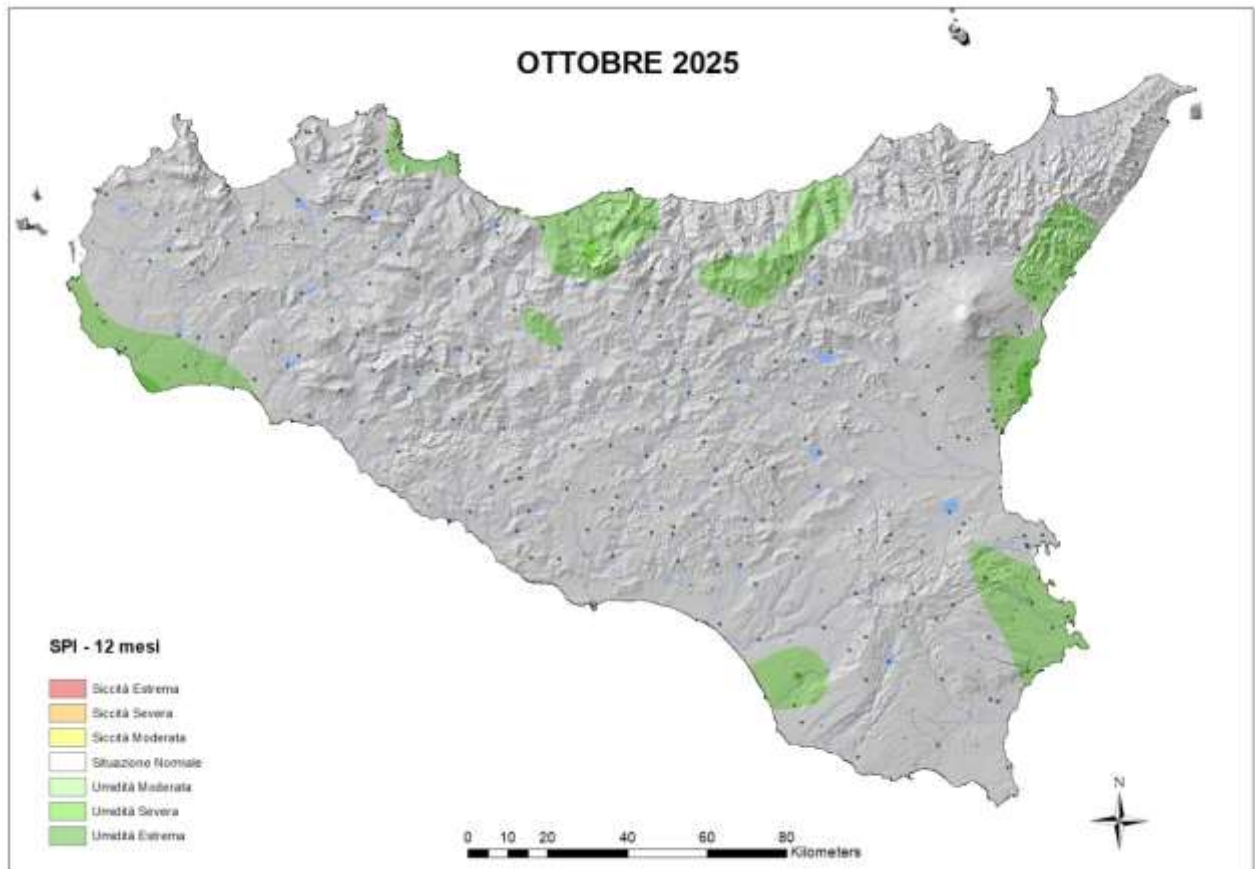 OTTOBRE 2025
SPI - 12 mesi
Siccità Estrema
Siccità Severa
Siccità Moderata
Situazione Normale
Umidità Moderata
Umidità Severa
Umidità Estrema
0 10 20 40 60 80
Kilometers
N